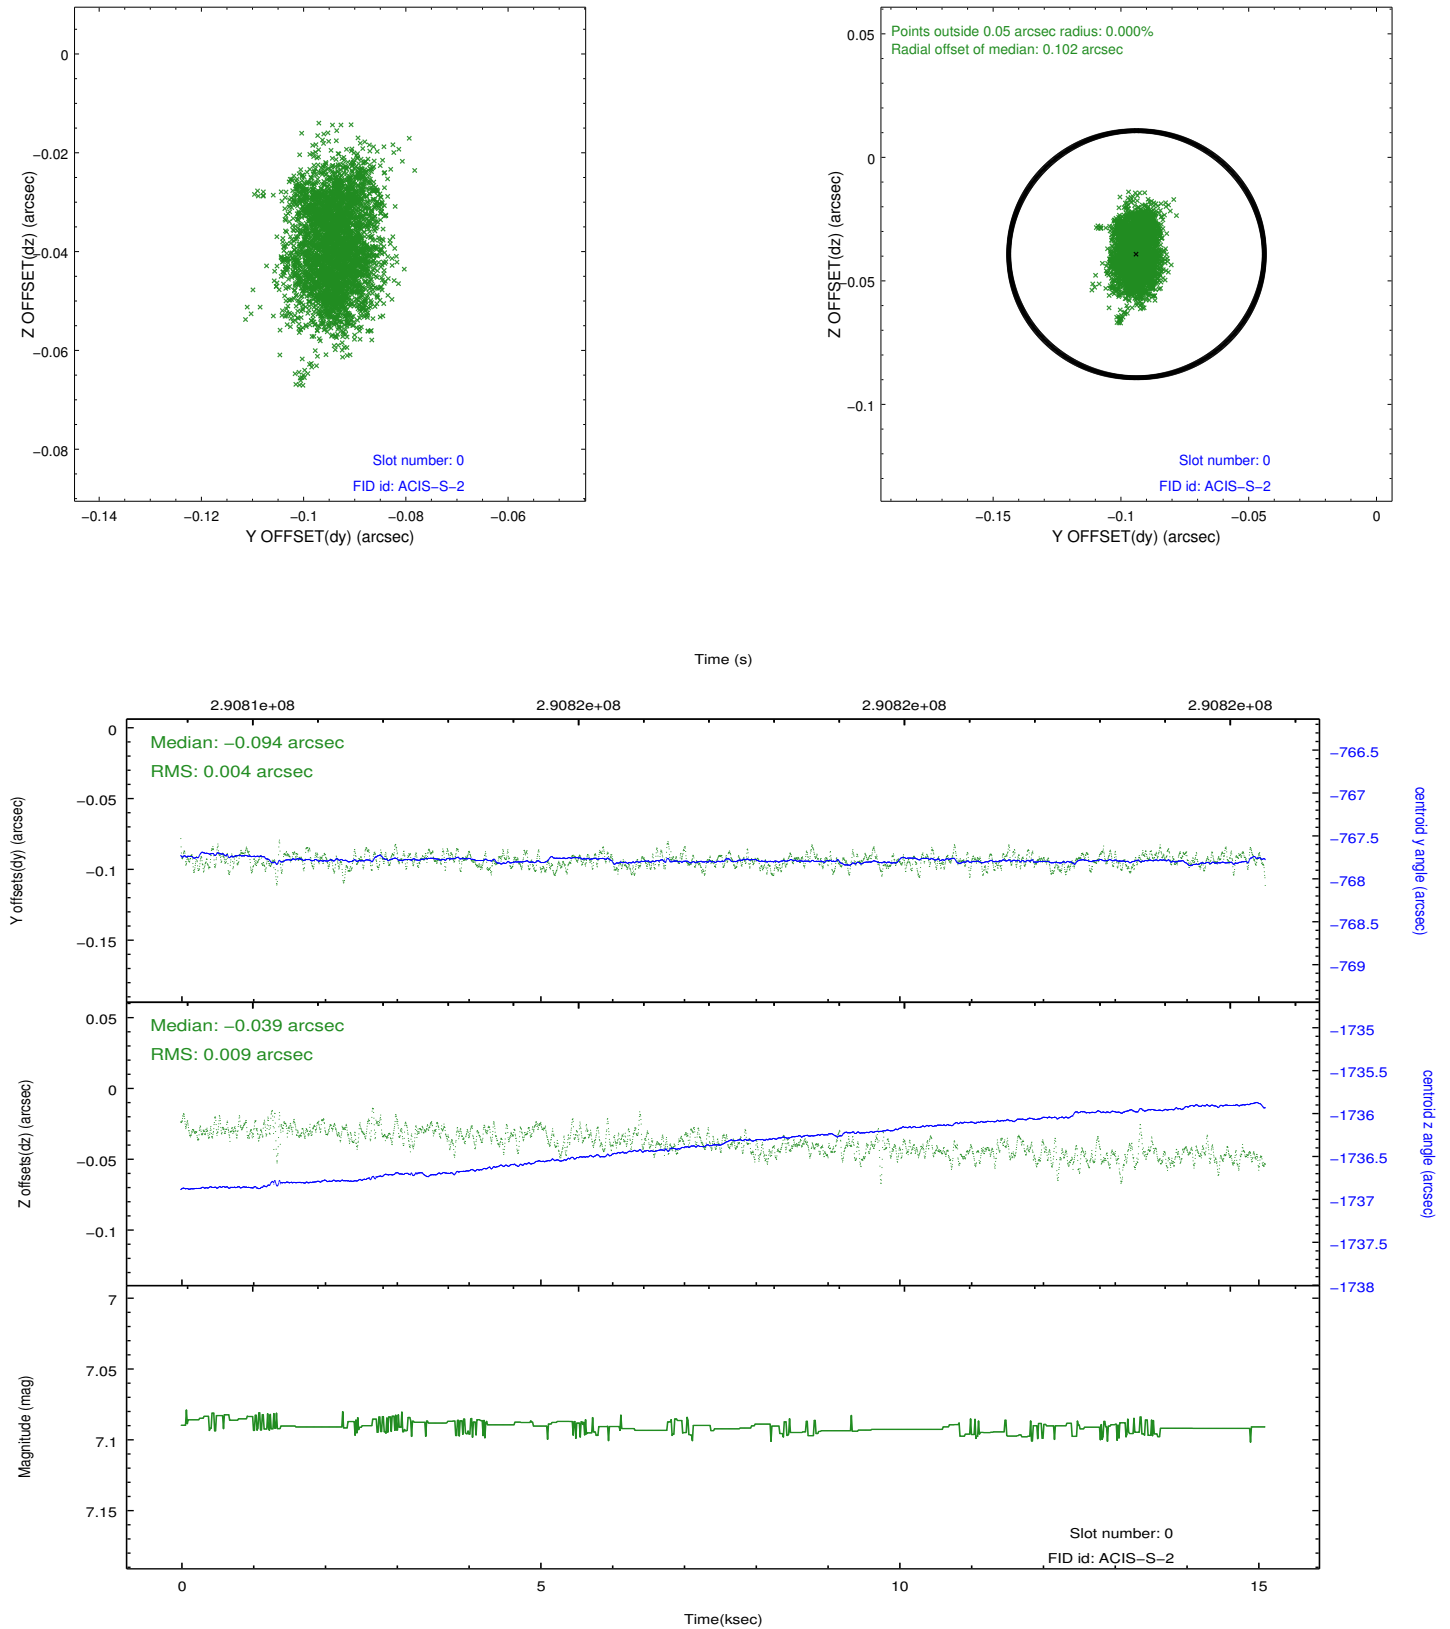 0
−0.02
−0.04
−0.06
−0.08
Z OFFSET(dz) (arcsec)
Slot number: 0
FID id: ACIS−S−2
−0.14
−0.12
−0.1
−0.08
−0.06
Y OFFSET(dy) (arcsec)
Points outside 0.05 arcsec radius: 0.000%
Radial offset of median: 0.102 arcsec
0.05
0
−0.05
−0.1
Z OFFSET(dz) (arcsec)
Slot number: 0
FID id: ACIS−S−2
−0.15
−0.1
−0.05
0
Y OFFSET(dy) (arcsec)
Time (s)
2.9081e+08
2.9082e+08
2.9082e+08
2.9082e+08
Median: −0.094 arcsec
RMS: 0.004 arcsec
0
−0.05
−0.1
−0.15
Y offsets(dy) (arcsec)
−766.5
−767
−767.5
−768
−768.5
−769
centroid y angle (arcsec)
Median: −0.039 arcsec
RMS: 0.009 arcsec
0.05
0
−0.05
−0.1
Z offsets(dz) (arcsec)
−1735
−1735.5
−1736
−1736.5
−1737
−1737.5
−1738
centroid z angle (arcsec)
7
7.05
7.1
7.15
Magnitude (mag)
Slot number: 0
FID id: ACIS−S−2
0
5
10
15
Time(ksec)